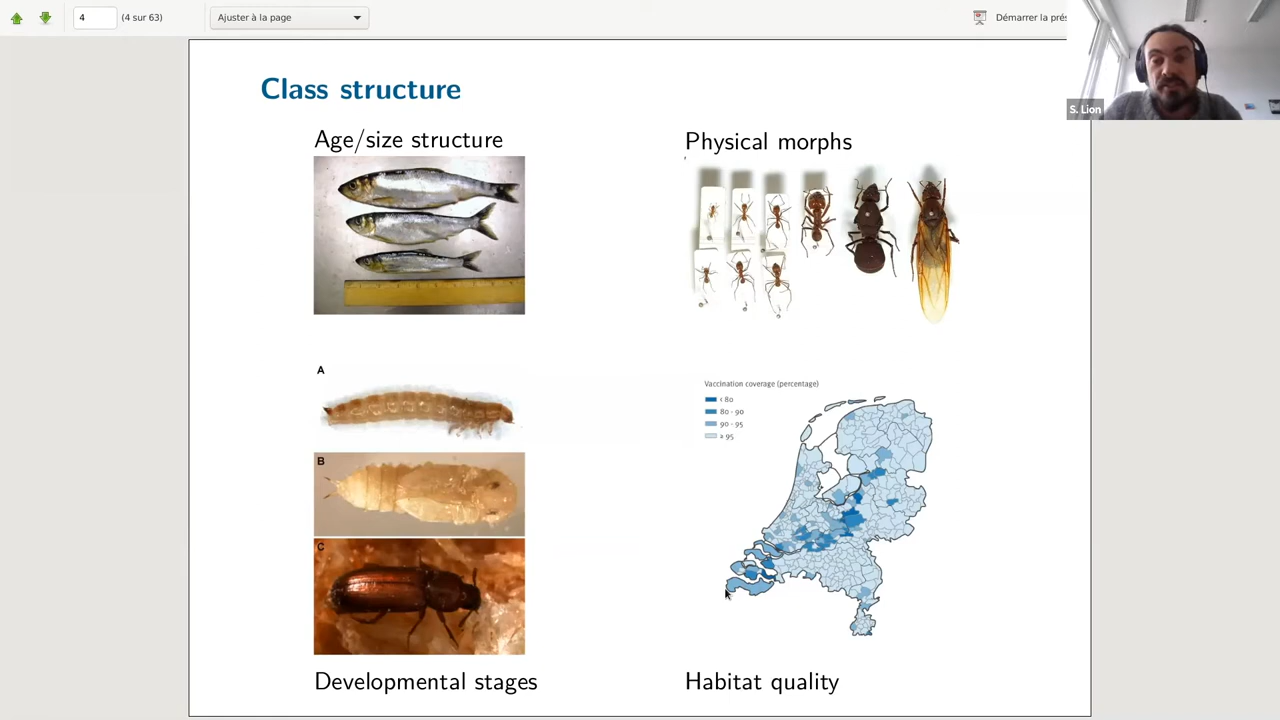 4
(4 sur 63)
Ajuster à la page
Démarrer la prés
S. Lion
Class structure
Age/size structure
Physical morphs
A
B
C
Vaccination coverage (percentage)
< 80
80 - 90
90 - 95
≥ 95
Developmental stages
Habitat quality